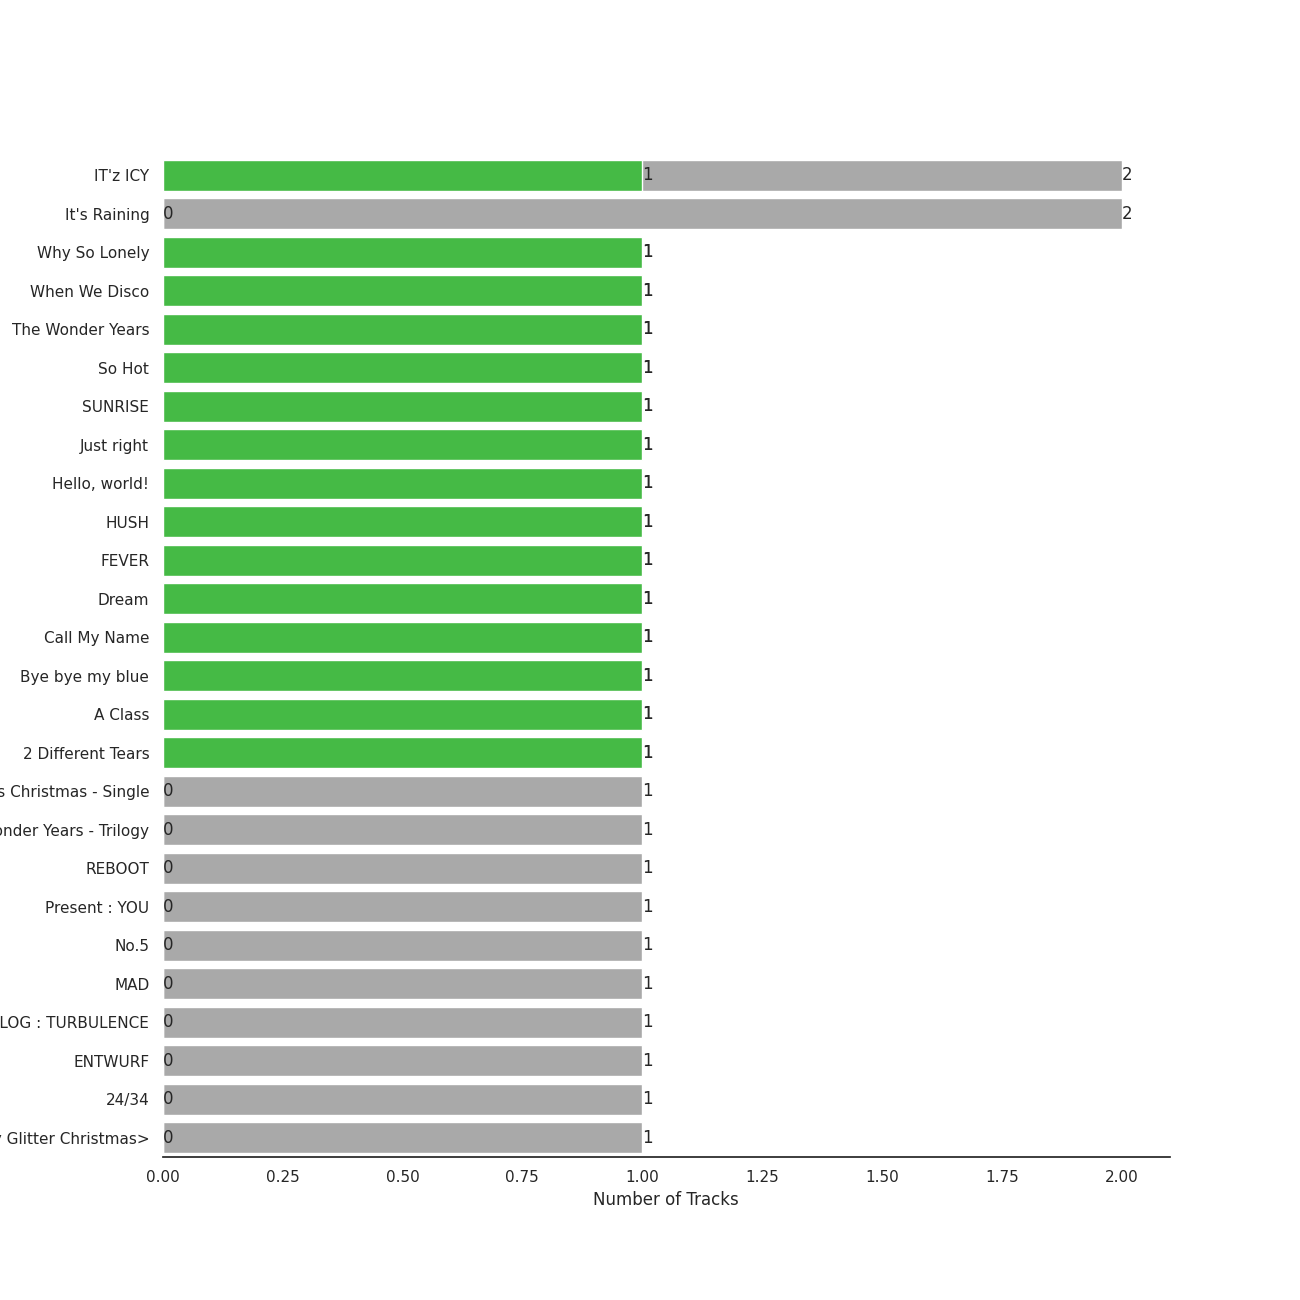 IT'z ICY 1 2
It's Raining 0 2
Why So Lonely 1
When We Disco 1
The Wonder Years 1
So Hot 1
SUNRISE 1
Just right 1
Hello, world! 1
HUSH 1
FEVER 1
Dream 1
Call My Name 1
Bye bye my blue 1
A Class 1
2 Different Tears 1
Christmas - Single 0 1
Years - Trilogy 0 1
REBOOT 0 1
Present : YOU 0 1
No.5 0 1
MAD 0 1
: TURBULENCE 0 1
ENTWURF 0 1
24/34 0 1
Glitter Christmas> 0 1
0.00 0.25 0.50 0.75 1.00 1.25 1.50 1.75 2.00
Number of Tracks